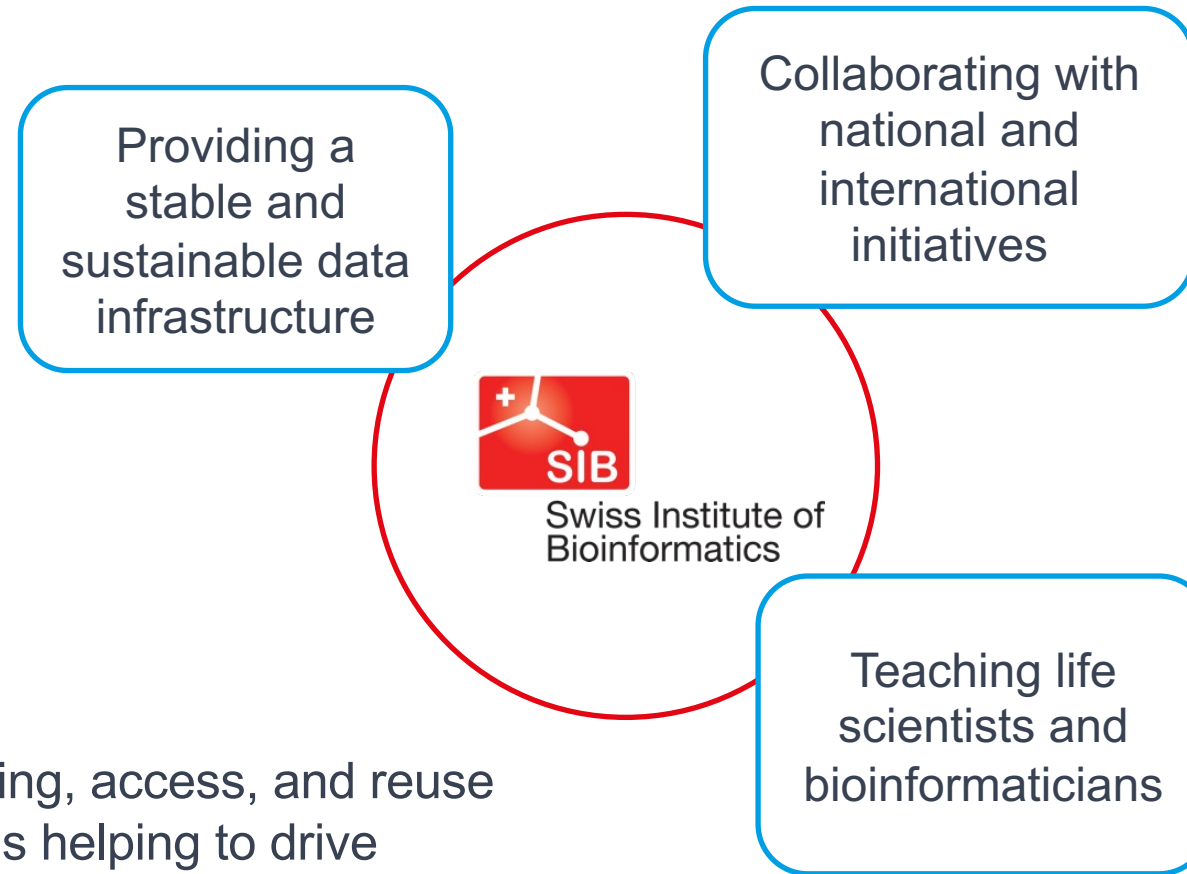 Providing a
stable and
sustainable data
infrastructure
Collaborating with
national and
international
initiatives
SIB
Swiss Institute of
Bioinformatics
Teaching life
scientists and
bioinformaticians
ing, access, and reuse
s helping to drive